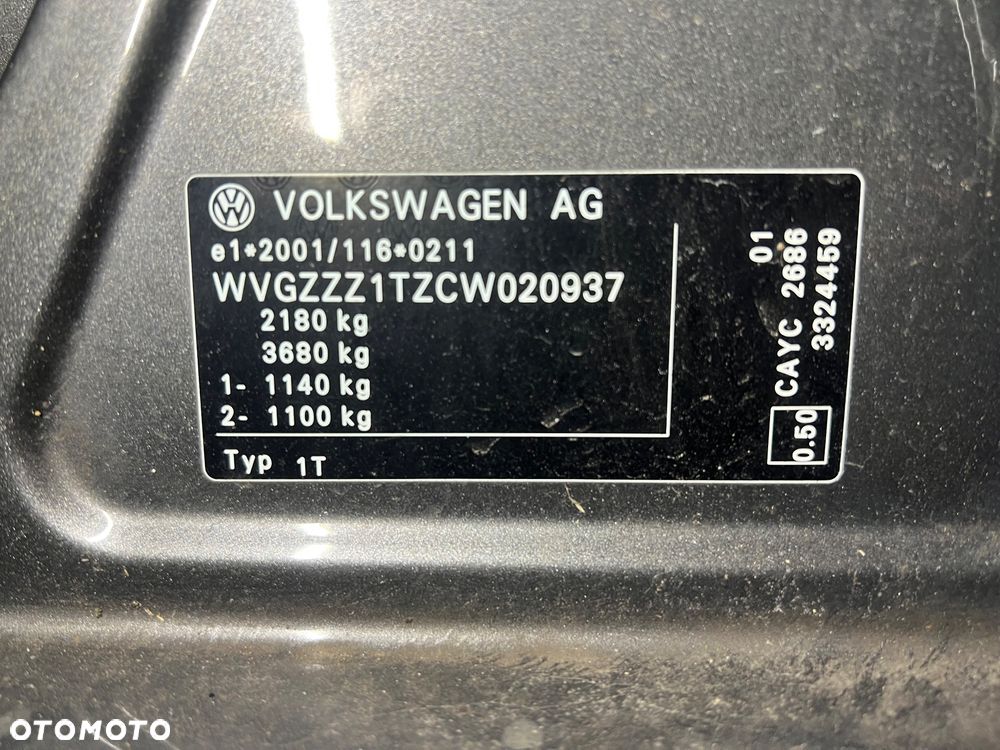 VOLKSWAGEN AG
e1*2001/116*0211
WVGZZZ1TZCW020937
2180 kg
3680 kg
1- 1140 kg
2- 1100 kg
Typ 1T
01
CAYC 2686
3324459
0.50
OTOMOTO